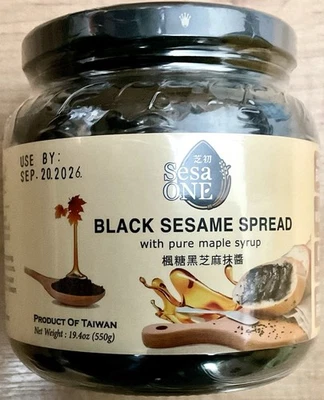 芝初
Sesa
ONE
USE BY:
SEP.20.2026.
BLACK SESAME SPREAD
with pure maple syrup
楓糖黑芝麻抹醬
PRODUCT OF TAIWAN
Net Weight : 19.4oz (550g)